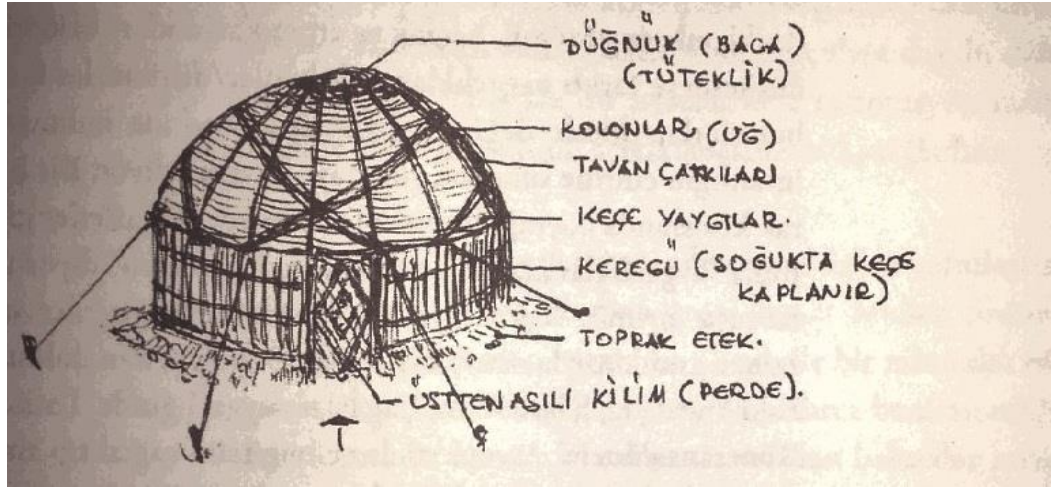 DÜĞNÜK (BACA)
(TÜTEKLİK)
KOLONLAR (UĞ)
TAVAN ÇATKILARI
KEÇE YAYGILAR.
KEREGÜ (SOĞUKTA KEÇE
KAPLANIR)
TOPRAK ETEK.
ÜSTTEN ASILI KİLİM (PERDE).